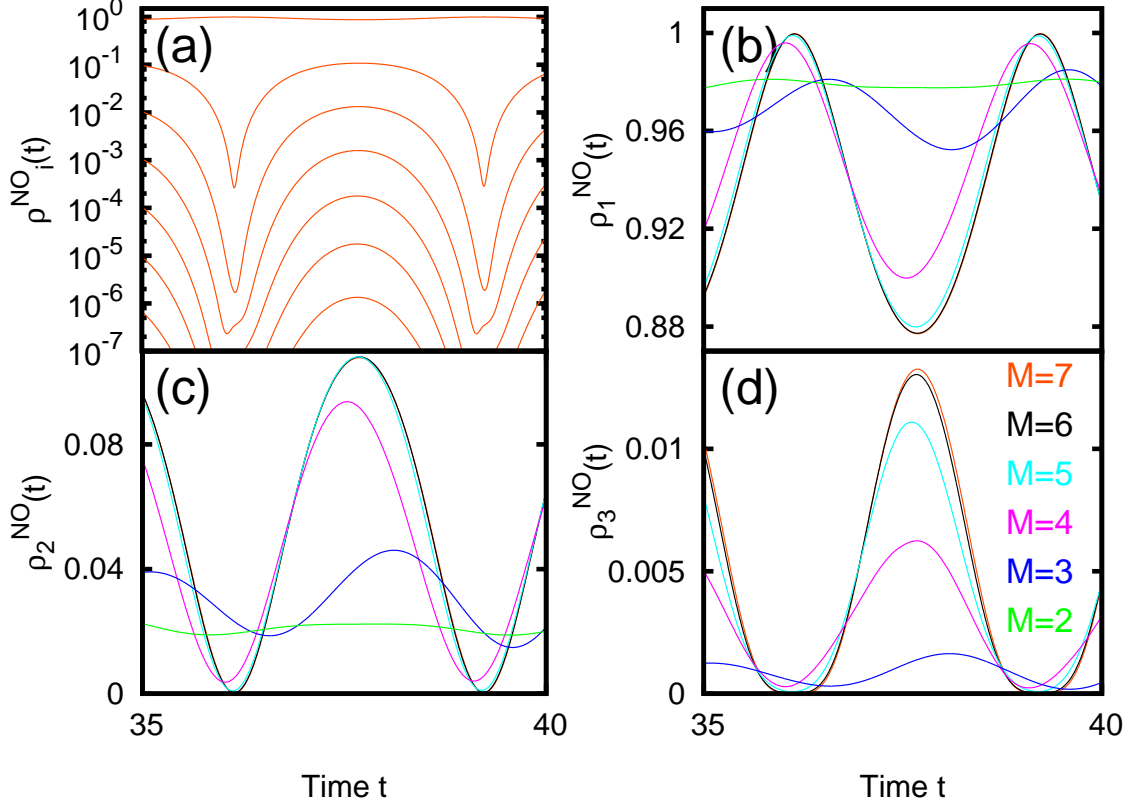 (a)
10^0
10^-1
10^-2
10^-3
10^-4
10^-5
10^-6
10^-7
ρ^NO_i(t)
(b)
1
0.96
0.92
0.88
ρ_1^NO(t)
(c)
0.08
0.04
0
ρ_2^NO(t)
35
40
Time t
(d)
0.01
0.005
0
ρ_3^NO(t)
M=7
M=6
M=5
M=4
M=3
M=2
35
40
Time t